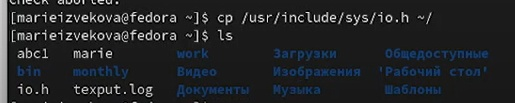 Check aborted.
[marieizvekova@fedora ~]$ cp /usr/include/sys/io.h ~/
[marieizvekova@fedora ~]$ ls
abc1 marie work Загрузки Общедоступные
bin monthly Видео Изображения 'Рабочий стол'
io.h texput.log Документы Музыка Шаблоны